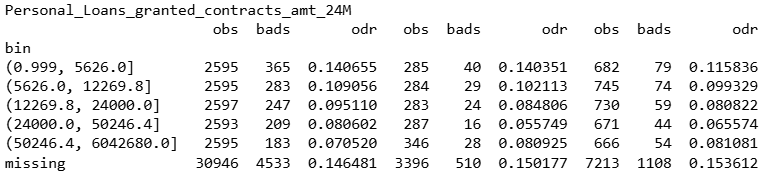 Personal_Loans_granted_contracts_amt_24M
obs bads odr obs bads odr obs bads odr
bin
(0.999, 5626.0] 2595 365 0.140655 285 40 0.140351 682 79 0.115836
(5626.0, 12269.8] 2595 283 0.109056 284 29 0.102113 745 74 0.099329
(12269.8, 24000.0] 2597 247 0.095110 283 24 0.084806 730 59 0.080822
(24000.0, 50246.4] 2593 209 0.080602 287 16 0.055749 671 44 0.065574
(50246.4, 6042680.0] 2595 183 0.070520 346 28 0.080925 666 54 0.081081
missing 30946 4533 0.146481 3396 510 0.150177 7213 1108 0.153612